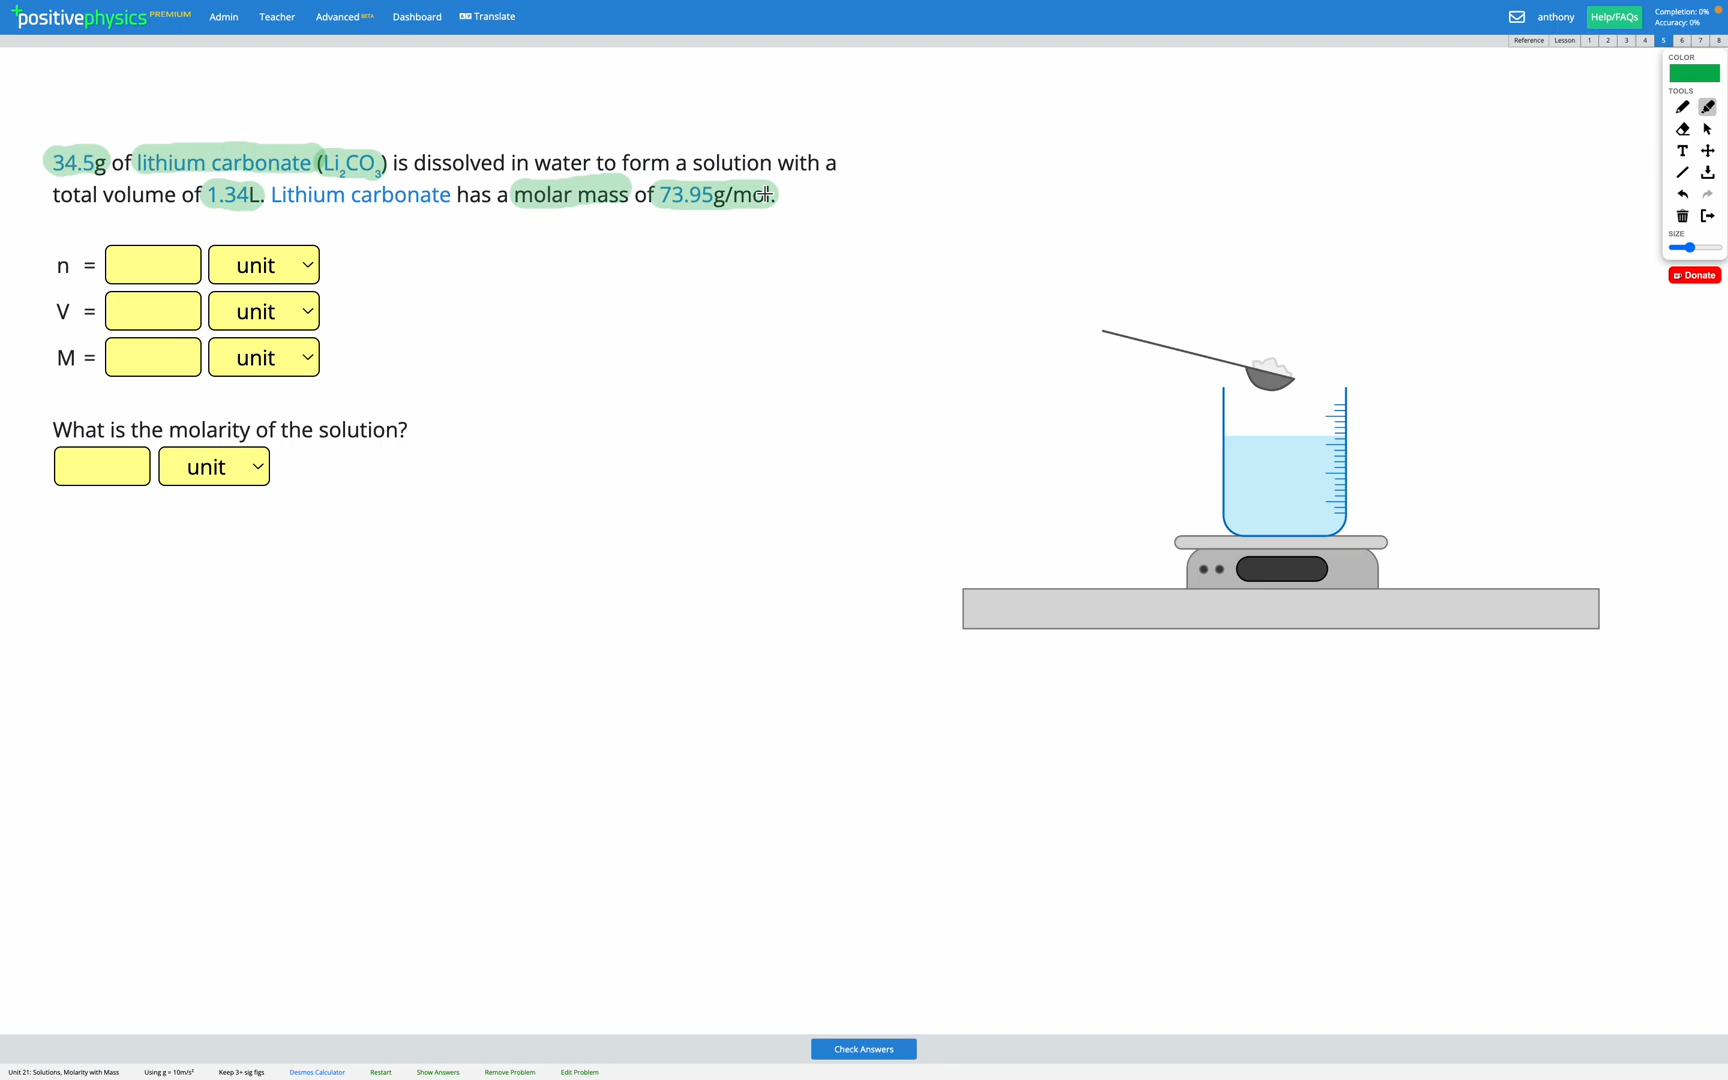 positivephysics PREMIUM Admin Teacher Advanced BETA Dashboard Translate anthony Help/FAQs Completion: 0%
Accuracy: 0%
Reference Lesson 1 2 3 4 5 6 7 8
COLOR
TOOLS
T
SIZE
Donate
34.5g of lithium carbonate (Li₂CO₃) is dissolved in water to form a solution with a
total volume of 1.34L. Lithium carbonate has a molar mass of 73.95g/mol.
n = unit
V = unit
M = unit
What is the molarity of the solution?
unit
Check Answers
Unit 21: Solutions, Molarity with Mass Using g = 10m/s² Keep 3+ sig figs Desmos Calculator Restart Show Answers Remove Problem Edit Problem